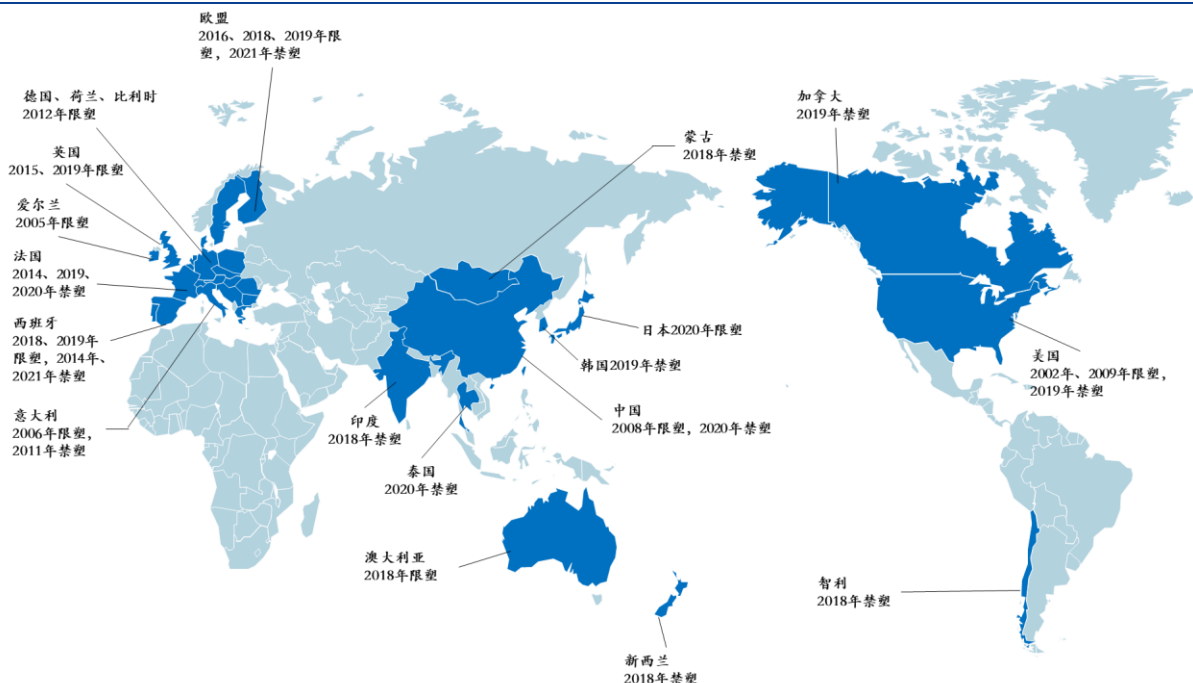 欧盟
2016、2018、2019年限
塑，2021年禁塑
德国、荷兰、比利时
2012年限塑
英国
2015、2019年限塑
爱尔兰
2005年限塑
法国
2014、2019、
2020年禁塑
西班牙
2018、2019年
限塑，2014年、
2021年禁塑
意大利
2006年限塑，
2011年禁塑
蒙古
2018年禁塑
日本2020年限塑
韩国2019年禁塑
中国
2008年限塑，2020年禁塑
印度
2018年禁塑
泰国
2020年禁塑
澳大利亚
2018年限塑
新西兰
2018年禁塑
加拿大
2019年禁塑
美国
2002年、2009年限塑，
2019年禁塑
智利
2018年禁塑